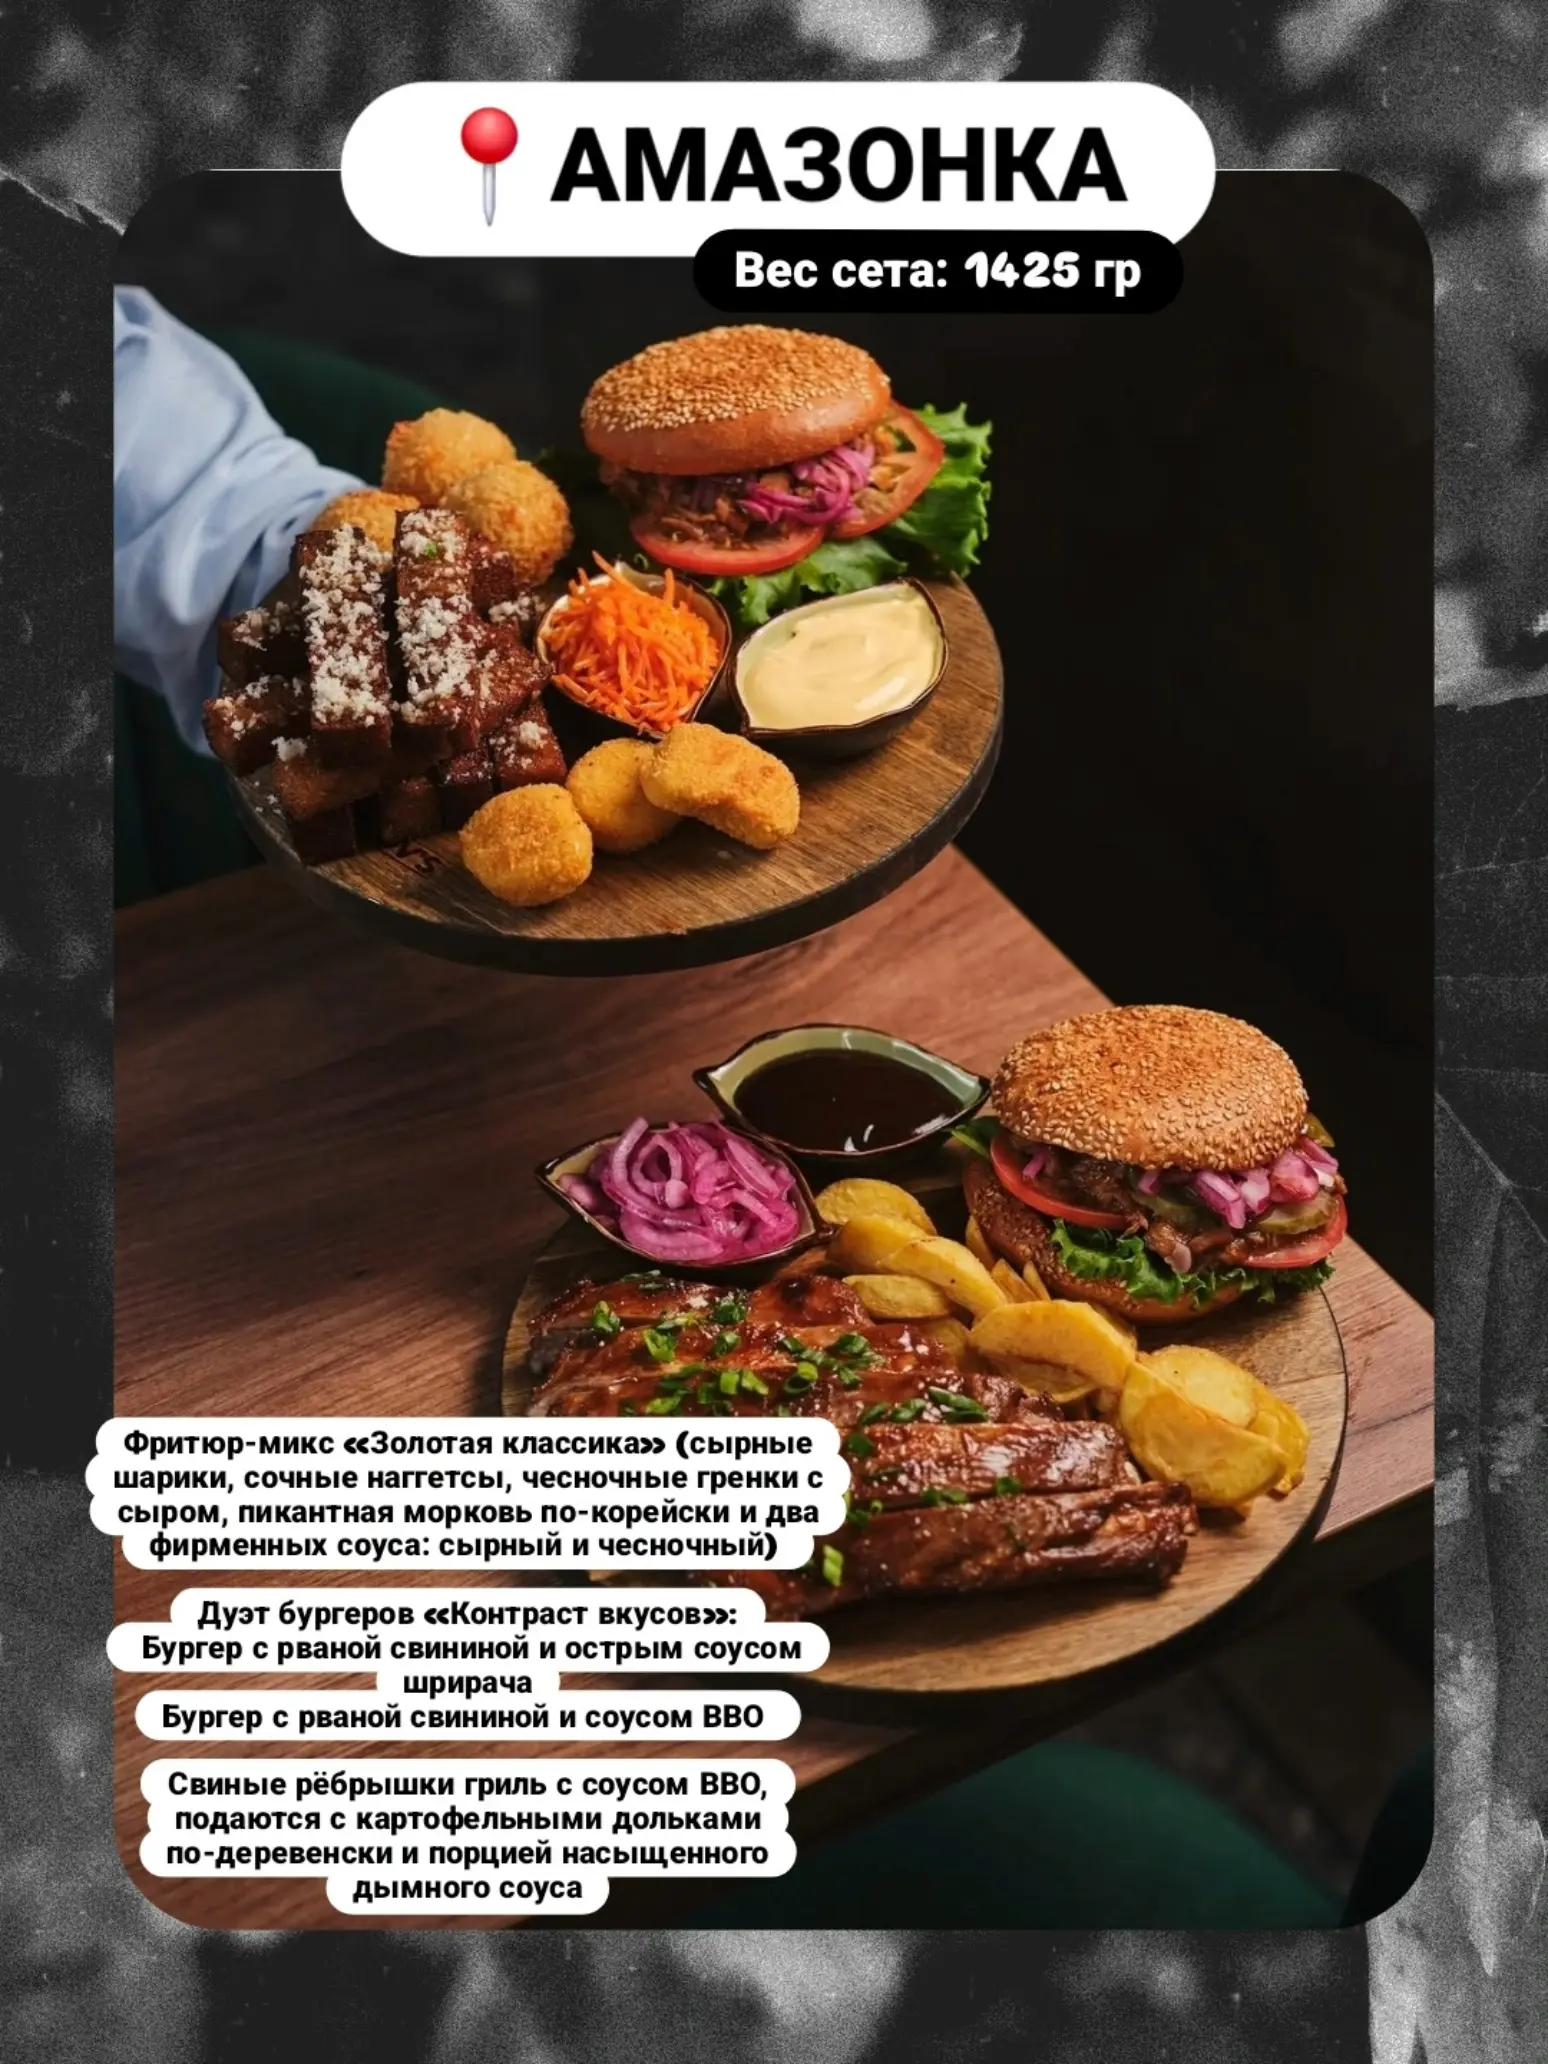 АМАЗОНКА
Вес сета: 1425 гр
Фритюр-микс «Золотая классика» (сырные
шарики, сочные наггетсы, чесночные гренки с
сыром, пикантная морковь по-корейски и два
фирменных соуса: сырный и чесночный)
Дуэт бургеров «Контраст вкусов»:
Бургер с рваной свининой и острым соусом
шрирача
Бургер с рваной свининой и соусом BBO
Свиные рёбрышки гриль с соусом BBO,
подаются с картофельными дольками
по-деревенски и порцией насыщенного
дымного соуса